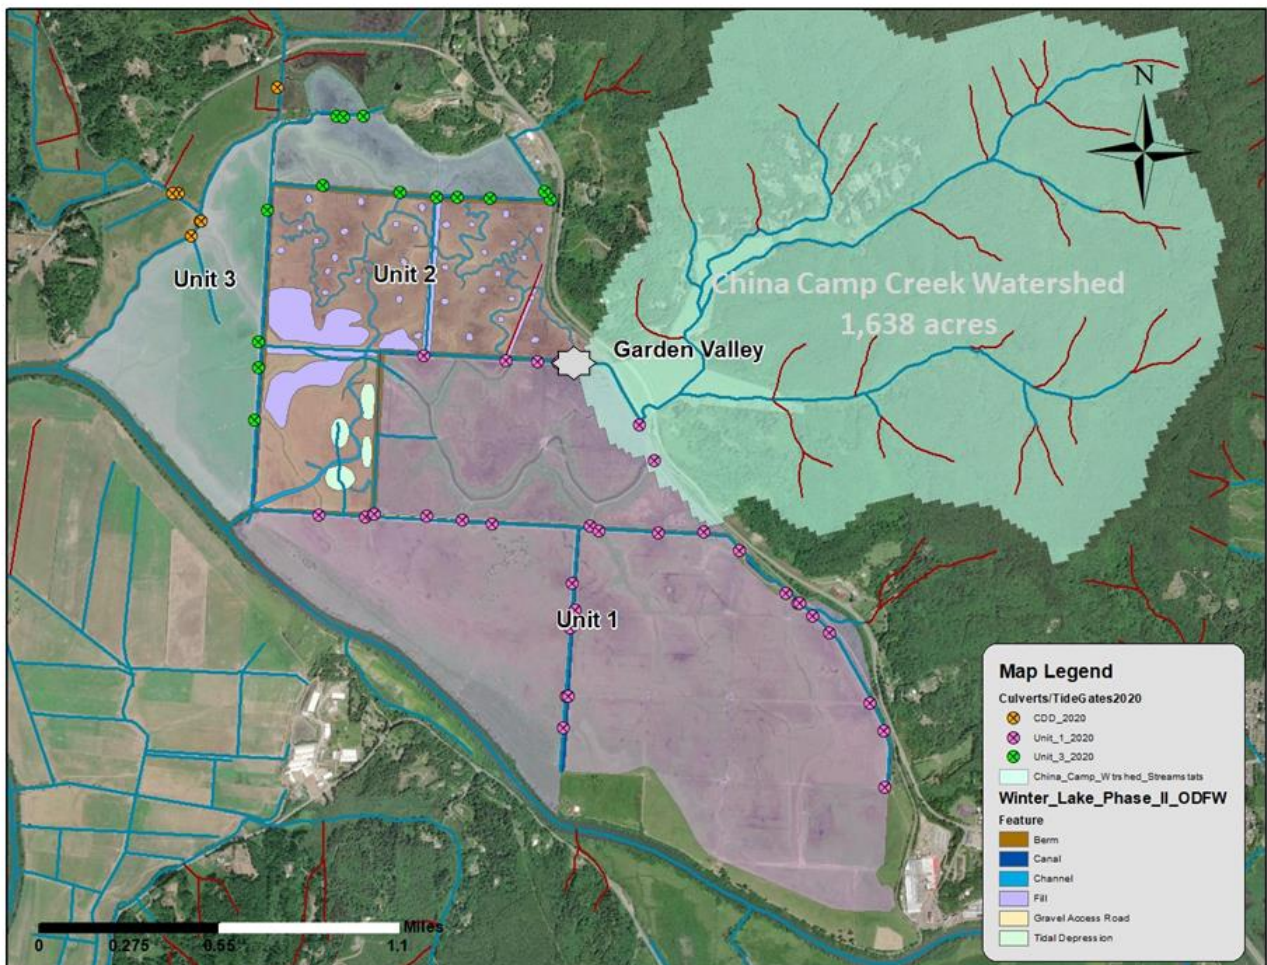 N
China Camp Creek Watershed
1,638 acres
Unit 3
Unit 2
Garden Valley
Unit 1
Map Legend
Culverts/TideGates2020
CDD_2020
Unit_1_2020
Unit_3_2020
China_Camp_Wtrshed_Streamstats
Winter_Lake_Phase_II_ODFW
Feature
Berm
Canal
Channel
Fill
Gravel Access Road
Tidal Depression
Miles
0 0.275 0.55 1.1